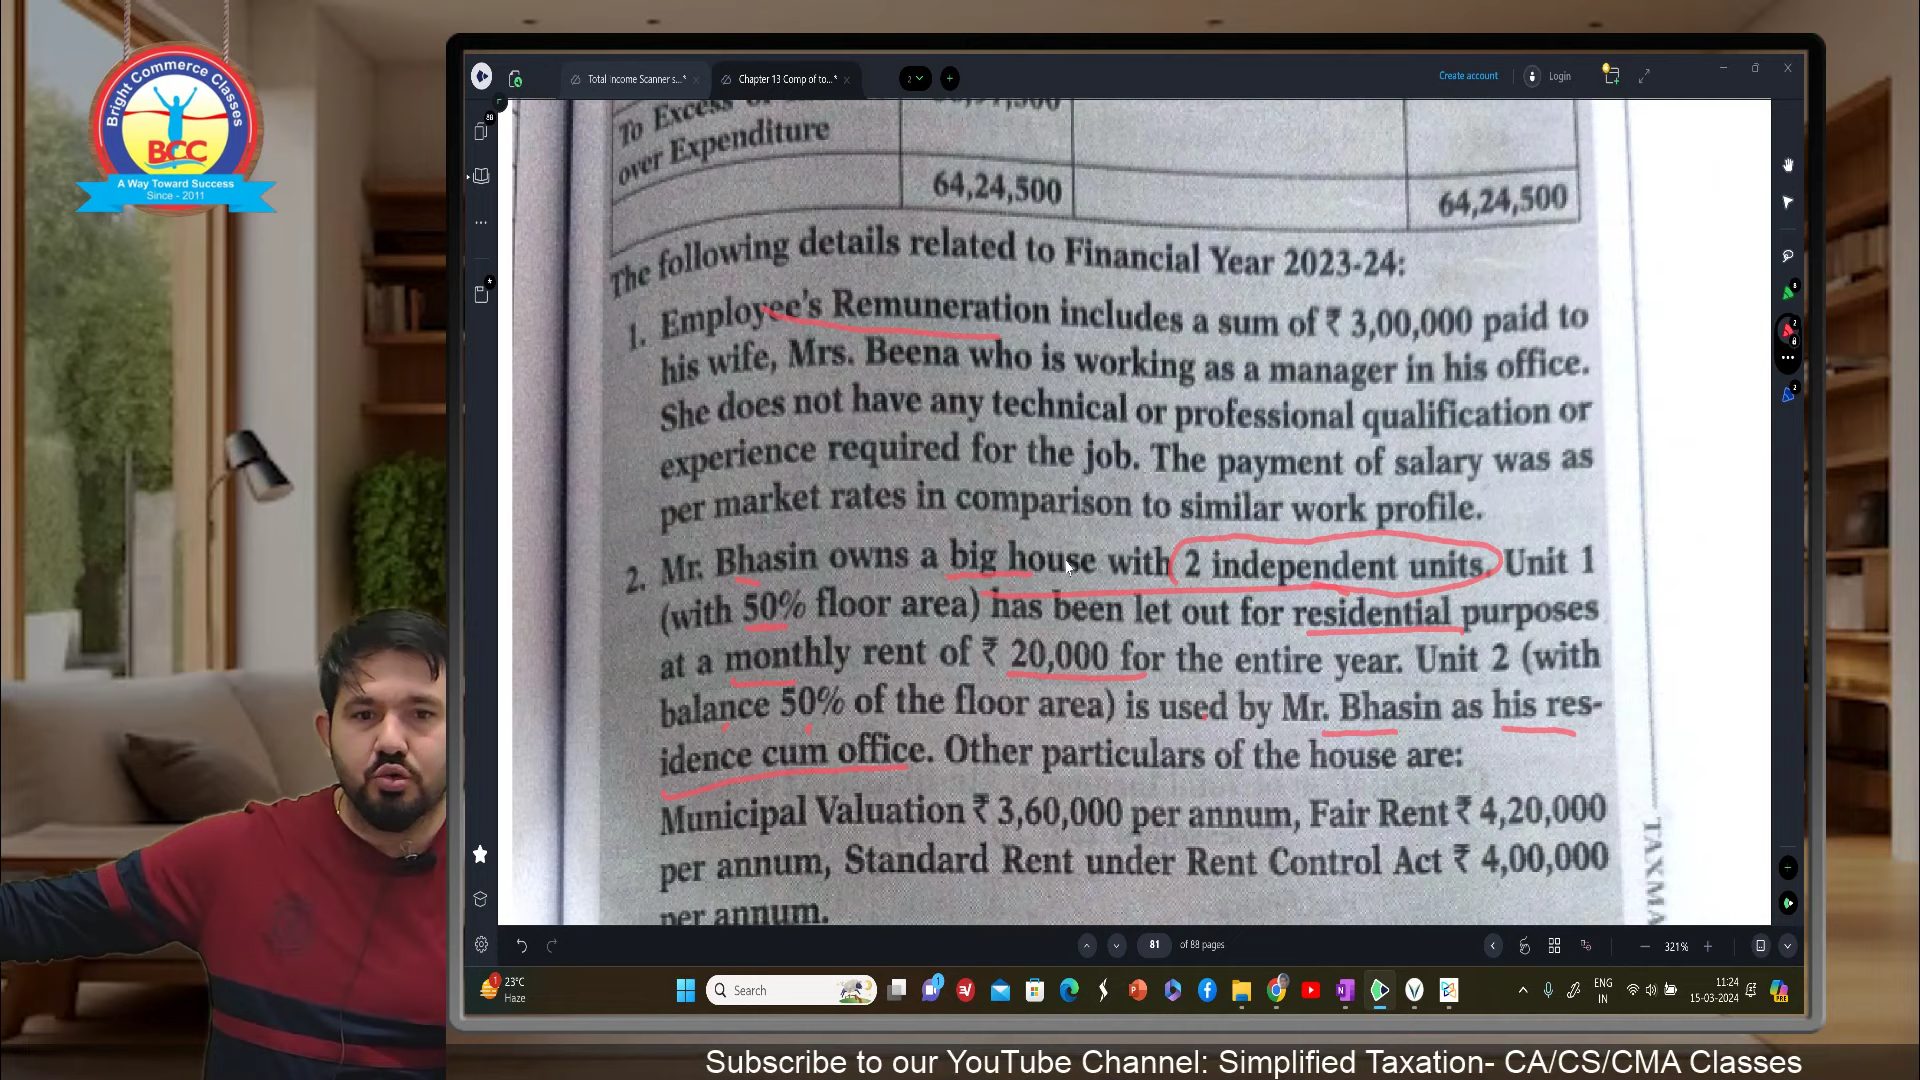 Bright Commerce Classes
BCC
A Way Toward Success
Since - 2011
Total Income Scanner s...*
Chapter 13 Comp of to...*
2
Create account
Login
88
To Excess
over Expenditure
64,24,500
64,24,500
The following details related to Financial Year 2023-24:
1. Employee's Remuneration includes a sum of ₹ 3,00,000 paid to
his wife, Mrs. Beena who is working as a manager in his office.
She does not have any technical or professional qualification or
experience required for the job. The payment of salary was as
per market rates in comparison to similar work profile.
2. Mr. Bhasin owns a big house with 2 independent units. Unit 1
(with 50% floor area) has been let out for residential purposes
at a monthly rent of ₹ 20,000 for the entire year. Unit 2 (with
balance 50% of the floor area) is used by Mr. Bhasin as his res-
idence cum office. Other particulars of the house are:
Municipal Valuation ₹ 3,60,000 per annum, Fair Rent ₹ 4,20,000
per annum, Standard Rent under Rent Control Act ₹ 4,00,000
per annum.
TAXMA
81 of 88 pages
321%
23°C
Haze
Search
ENG
IN
11:24
15-03-2024
Subscribe to our YouTube Channel: Simplified Taxation- CA/CS/CMA Classes